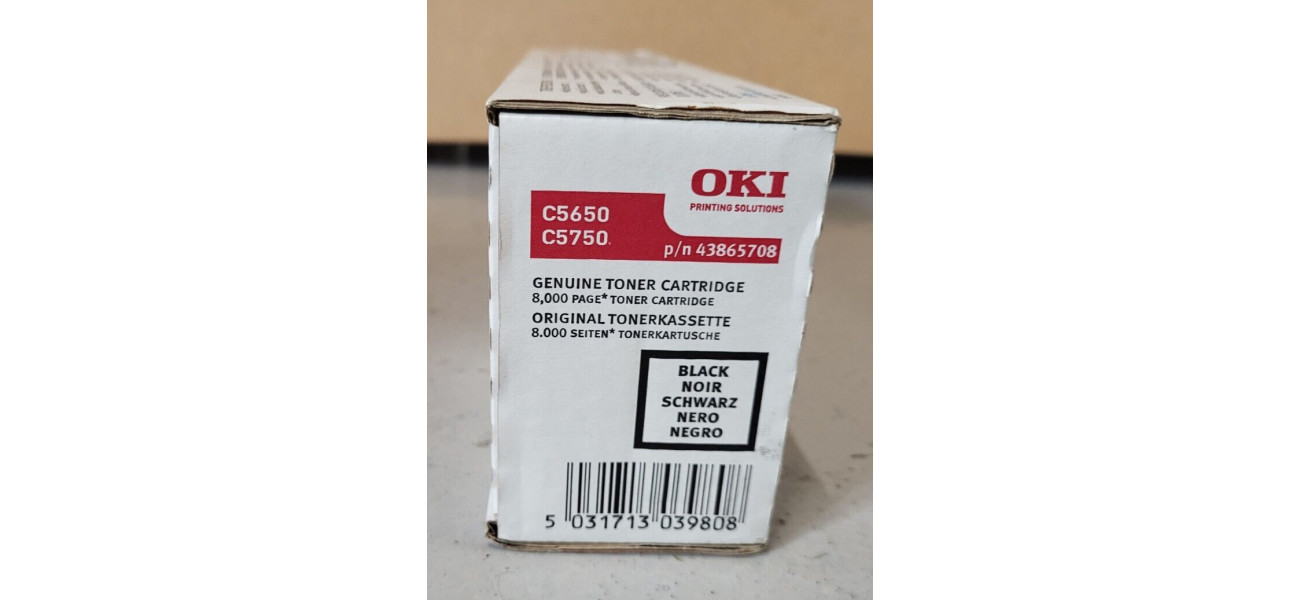 OKI
PRINTING SOLUTIONS
C5650
C5750
p/n 43865708
GENUINE TONER CARTRIDGE
8,000 PAGE* TONER CARTRIDGE
ORIGINAL TONERKASSETTE
8.000 SEITEN* TONERKARTUSCHE
BLACK
NOIR
SCHWARZ
NERO
NEGRO
5 031713 039808